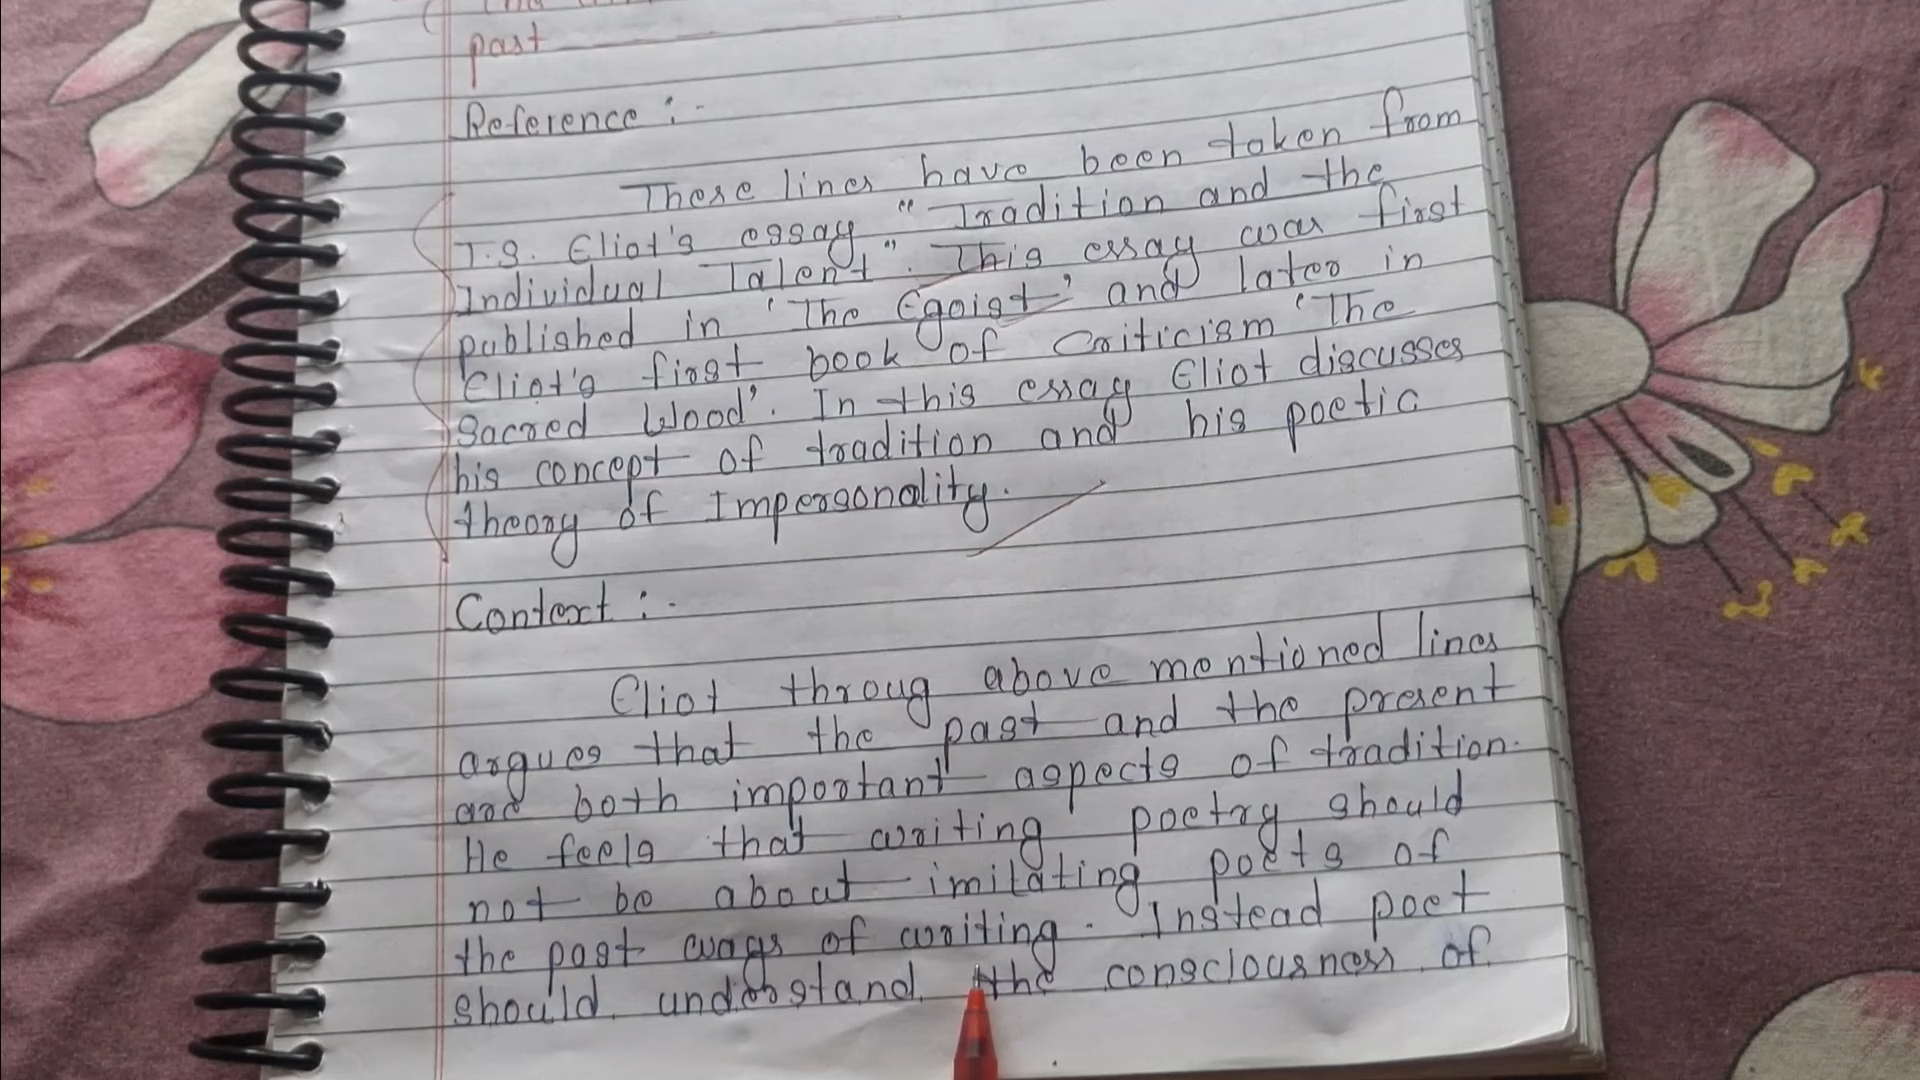 past
Reference :-
These lines have been taken from
T.S. Eliot's essay "Tradition and the
Individual Talent". This essay was first
published in 'The Egoist' and later in
Eliot's first book of Criticism 'The
Sacred Wood'. In this essay Eliot discusses
his concept of tradition and his poetic
theory of Impersonality.
Context :-
Eliot throug above mentioned lines
argues that the past and the present
are both important aspects of tradition.
He feels that writing poetry should
not be about imitating poets of
the past ways of writing. Instead poet
should understand the consciousness of